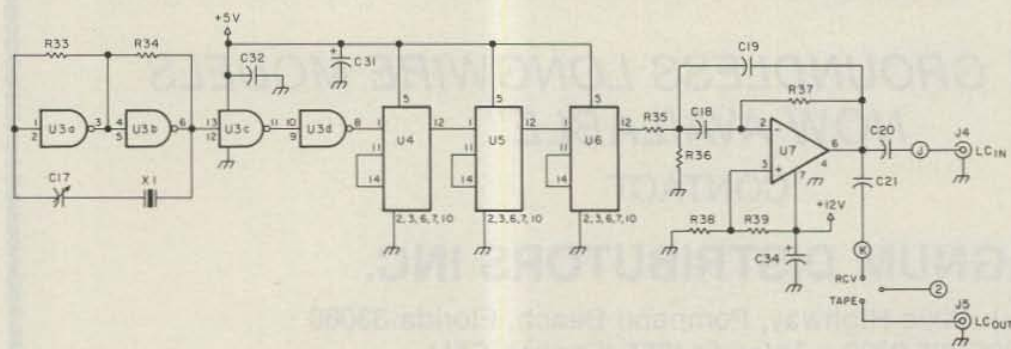 +5V
R33
R34
C32
+
C31
C19
R37
1
2
U3a
3
4
5
U3b
6
13
12
U3c
11
10
9
U3d
8
5
1
U4
12
11
14
5
1
U5
12
11
14
5
1
U6
12
11
14
R35
C18
R36
2
-
3
+
U7
6
4
7
C20
J
J4
LC IN
C21
C17
X1
2,3,6,7,10
2,3,6,7,10
2,3,6,7,10
R38
R39
+12V
+
C34
K
RCV
2
TAPE
J5
LC OUT